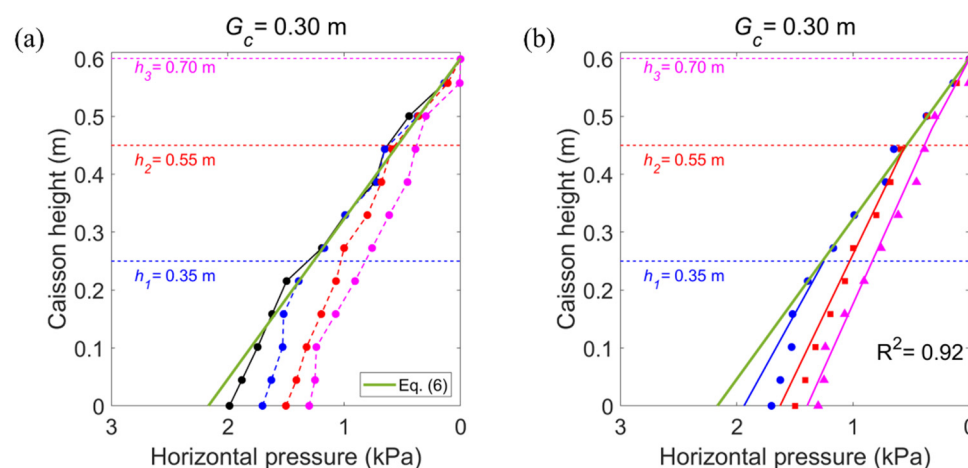 (a)
G_c = 0.30 m
0.6
0.5
0.4
0.3
0.2
0.1
0
Caisson height (m)
h_3 = 0.70 m
h_2 = 0.55 m
h_1 = 0.35 m
Eq. (6)
3 2 1 0
Horizontal pressure (kPa)
(b)
G_c = 0.30 m
0.6
0.5
0.4
0.3
0.2
0.1
0
Caisson height (m)
h_3 = 0.70 m
h_2 = 0.55 m
h_1 = 0.35 m
R² = 0.92
3 2 1 0
Horizontal pressure (kPa)